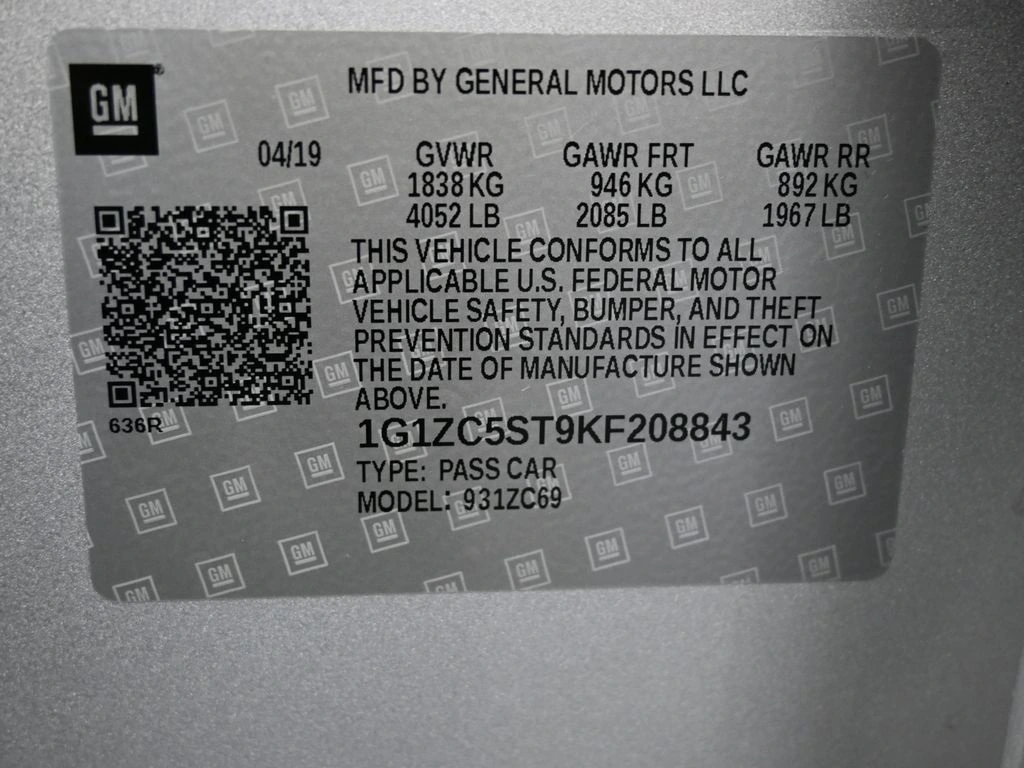 GM
MFD BY GENERAL MOTORS LLC
04/19 GVWR GAWR FRT GAWR RR
1838 KG 946 KG 892 KG
4052 LB 2085 LB 1967 LB
THIS VEHICLE CONFORMS TO ALL
APPLICABLE U.S. FEDERAL MOTOR
VEHICLE SAFETY, BUMPER, AND THEFT
PREVENTION STANDARDS IN EFFECT ON
THE DATE OF MANUFACTURE SHOWN
ABOVE.
636R
1G1ZC5ST9KF208843
TYPE: PASS CAR
MODEL: 931ZC69